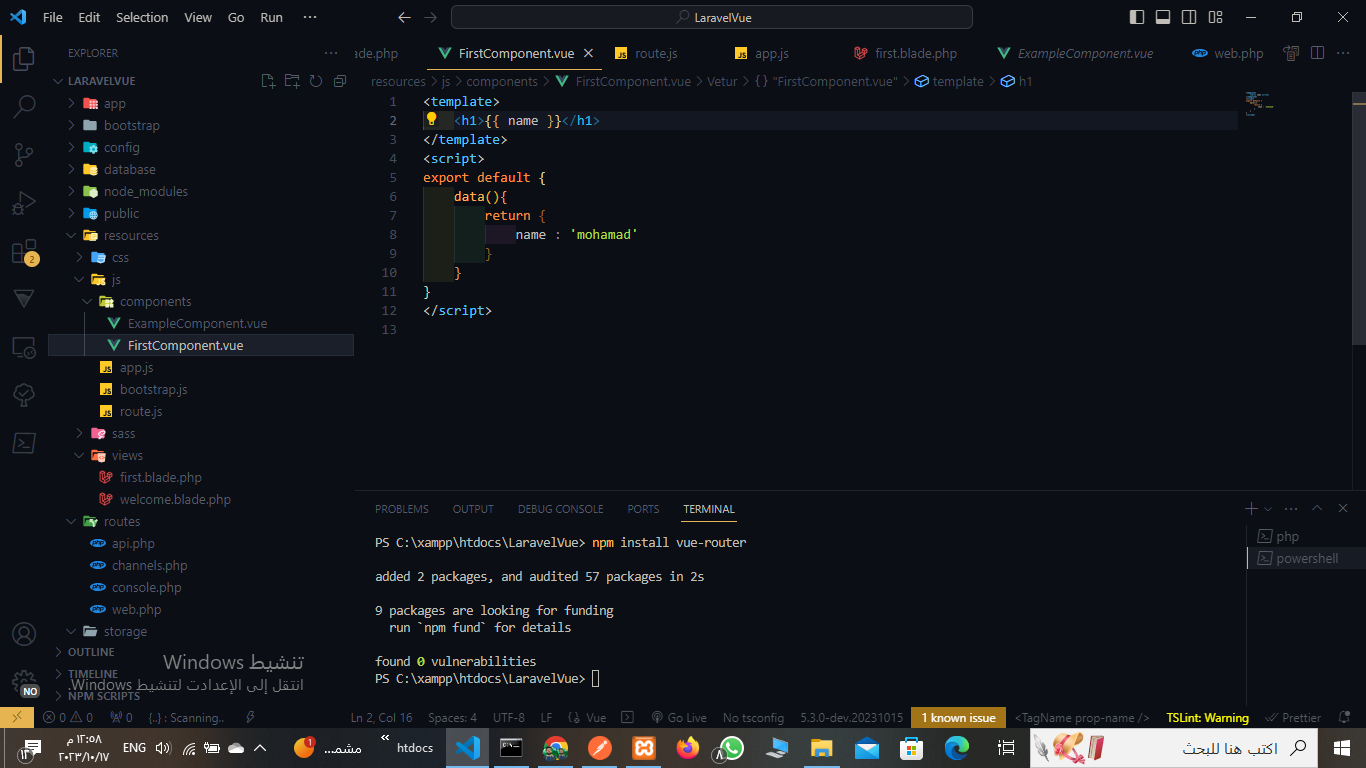 File Edit Selection View Go Run ··· LaravelVue
EXPLORER
LARAVELVUE
app
bootstrap
config
database
node_modules
public
resources
css
js
components
ExampleComponent.vue
FirstComponent.vue
app.js
bootstrap.js
route.js
sass
views
first.blade.php
welcome.blade.php
routes
api.php
channels.php
console.php
web.php
storage
OUTLINE
TIMELINE
NPM SCRIPTS
2
NO
ade.php FirstComponent.vue route.js app.js first.blade.php ExampleComponent.vue web.php
resources > js > components > FirstComponent.vue > Vetur > {} "FirstComponent.vue" > template > h1
1 <template>
2 <h1>{{ name }}</h1>
3 </template>
4 <script>
5 export default {
6 data(){
7 return {
8 name : 'mohamad'
9 }
10 }
11 }
12 </script>
13
PROBLEMS OUTPUT DEBUG CONSOLE PORTS TERMINAL
PS C:\xampp\htdocs\LaravelVue> npm install vue-router
added 2 packages, and audited 57 packages in 2s
9 packages are looking for funding
run `npm fund` for details
found 0 vulnerabilities
PS C:\xampp\htdocs\LaravelVue>
php
powershell
تنشيط Windows
انتقل إلى الإعدادت لتنشيط Windows.
0 0 0 {..} : Scanning.. Ln 2, Col 16 Spaces: 4 UTF-8 LF Vue Go Live No tsconfig 5.3.0-dev.20231015 1 known issue <TagName prop-name /> TSLint: Warning Prettier
١٣
١٢:٥٨ م
٢٠٢٣/١٠/١٧
ENG
1
مشمس...
htdocs
اكتب هنا للبحث